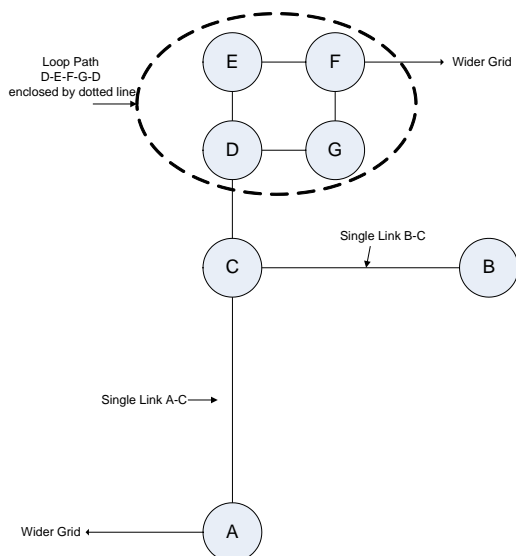 Loop Path
D-E-F-G-D
enclosed by dotted line
E
F
Wider Grid
D
G
Single Link B-C
C
B
Single Link A-C
Wider Grid
A